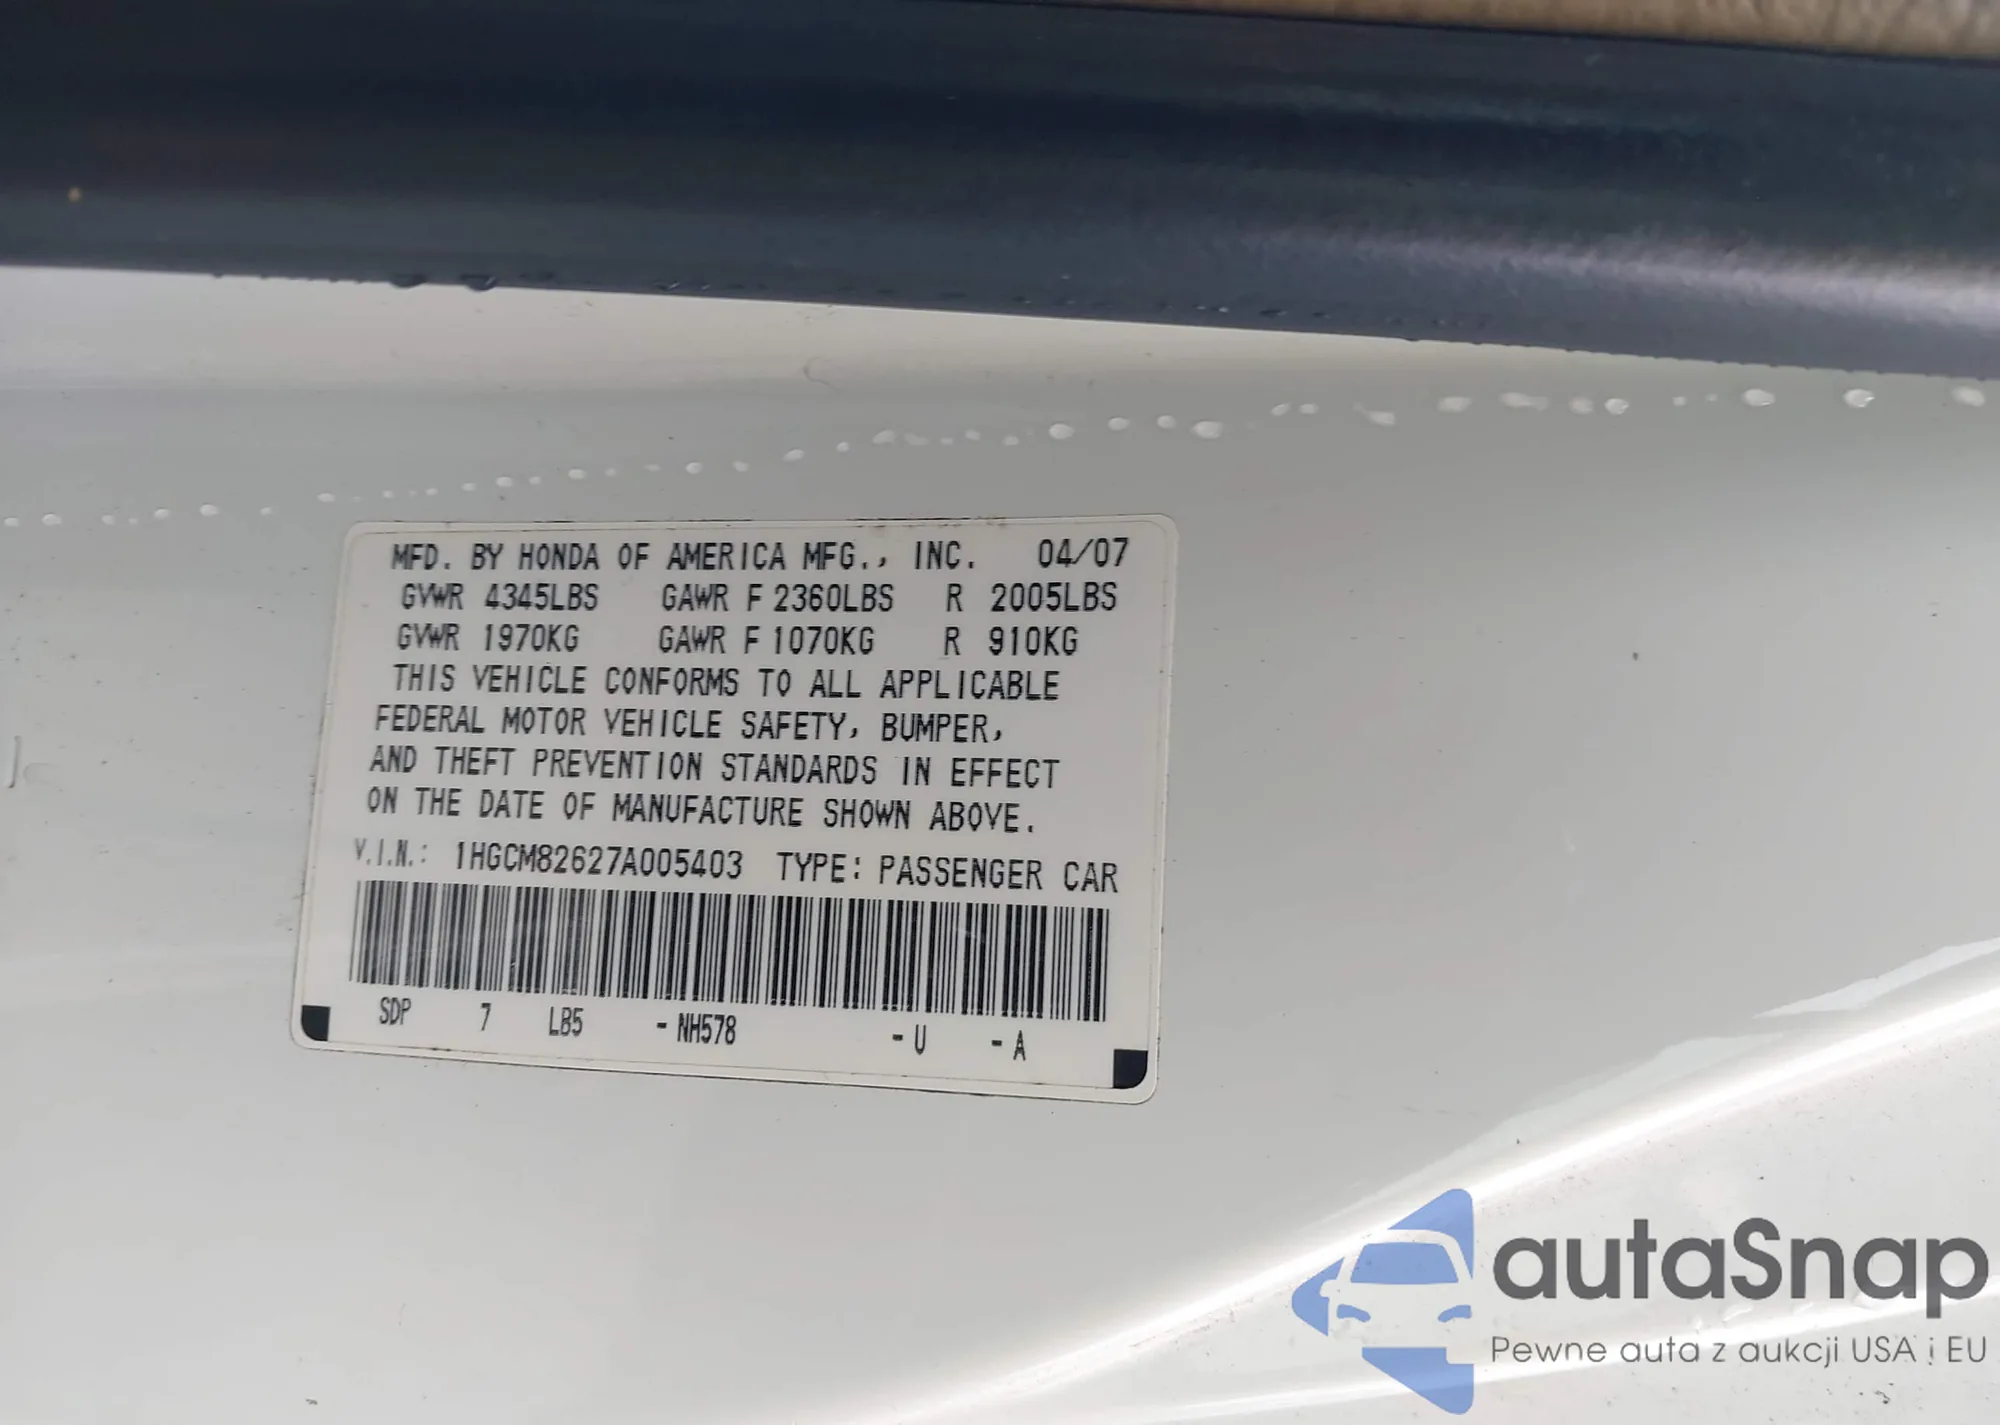 MFD. BY HONDA OF AMERICA MFG., INC. 04/07
GVWR 4345LBS GAWR F 2360LBS R 2005LBS
GVWR 1970KG GAWR F 1070KG R 910KG
THIS VEHICLE CONFORMS TO ALL APPLICABLE
FEDERAL MOTOR VEHICLE SAFETY, BUMPER,
AND THEFT PREVENTION STANDARDS IN EFFECT
ON THE DATE OF MANUFACTURE SHOWN ABOVE.
V.I.N.: 1HGCM82627A005403 TYPE: PASSENGER CAR
SDP 7 LB5 - NH578 - U - A
autaSnap
Pewne auta z aukcji USA i EU